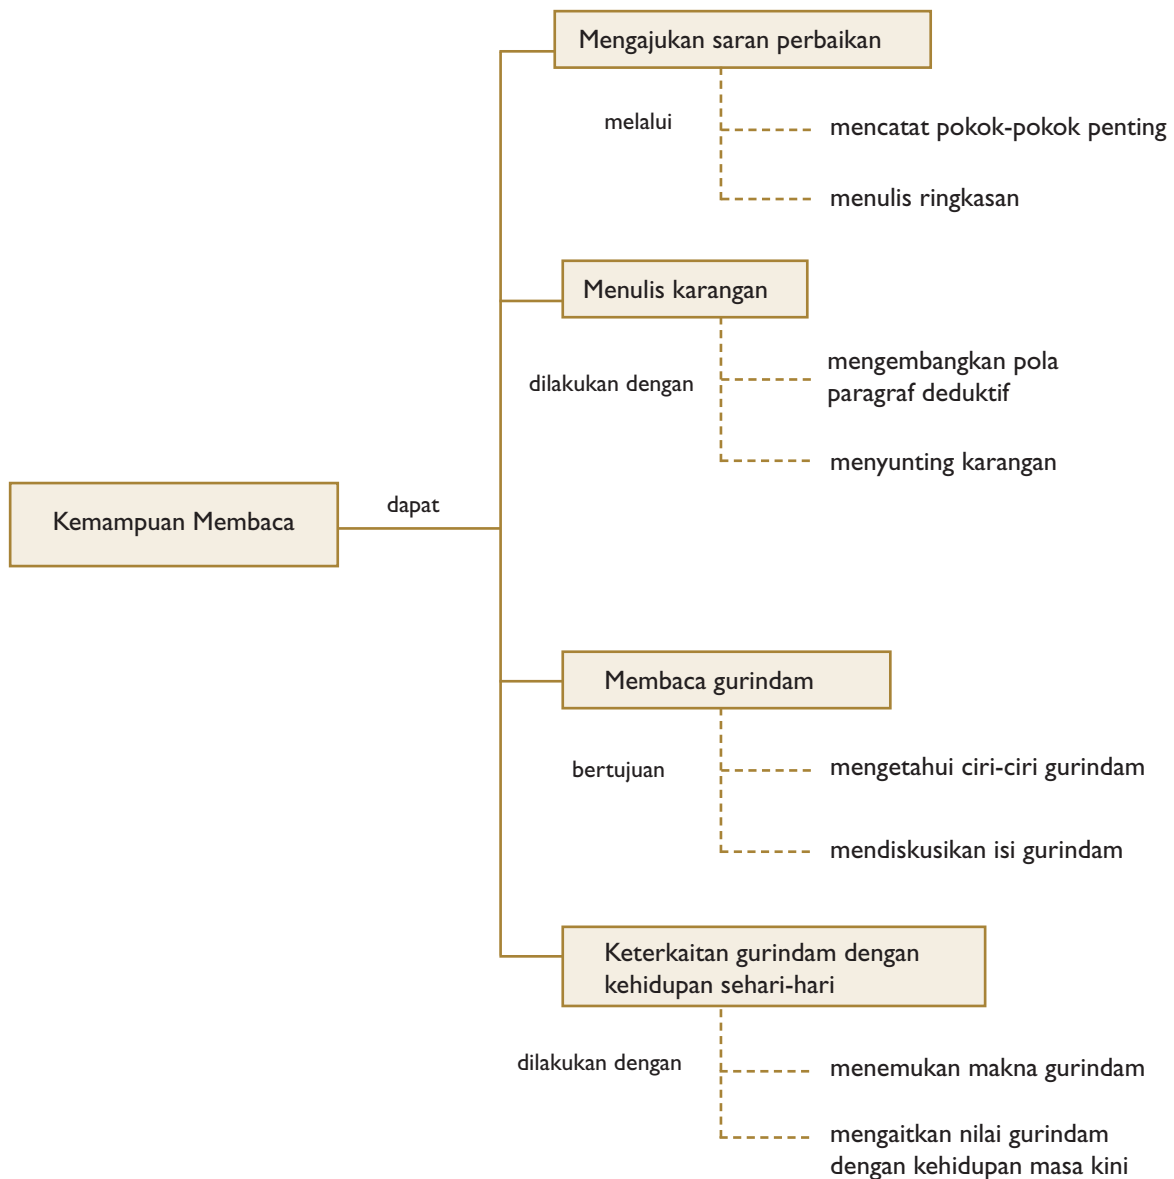 Mengajukan saran perbaikan
melalui
mencatat pokok-pokok penting
menulis ringkasan
Menulis karangan
dilakukan dengan
mengembangkan pola
paragraf deduktif
menyunting karangan
Kemampuan Membaca
dapat
Membaca gurindam
bertujuan
mengetahui ciri-ciri gurindam
mendiskusikan isi gurindam
Keterkaitan gurindam dengan
kehidupan sehari-hari
dilakukan dengan
menemukan makna gurindam
mengaitkan nilai gurindam
dengan kehidupan masa kini